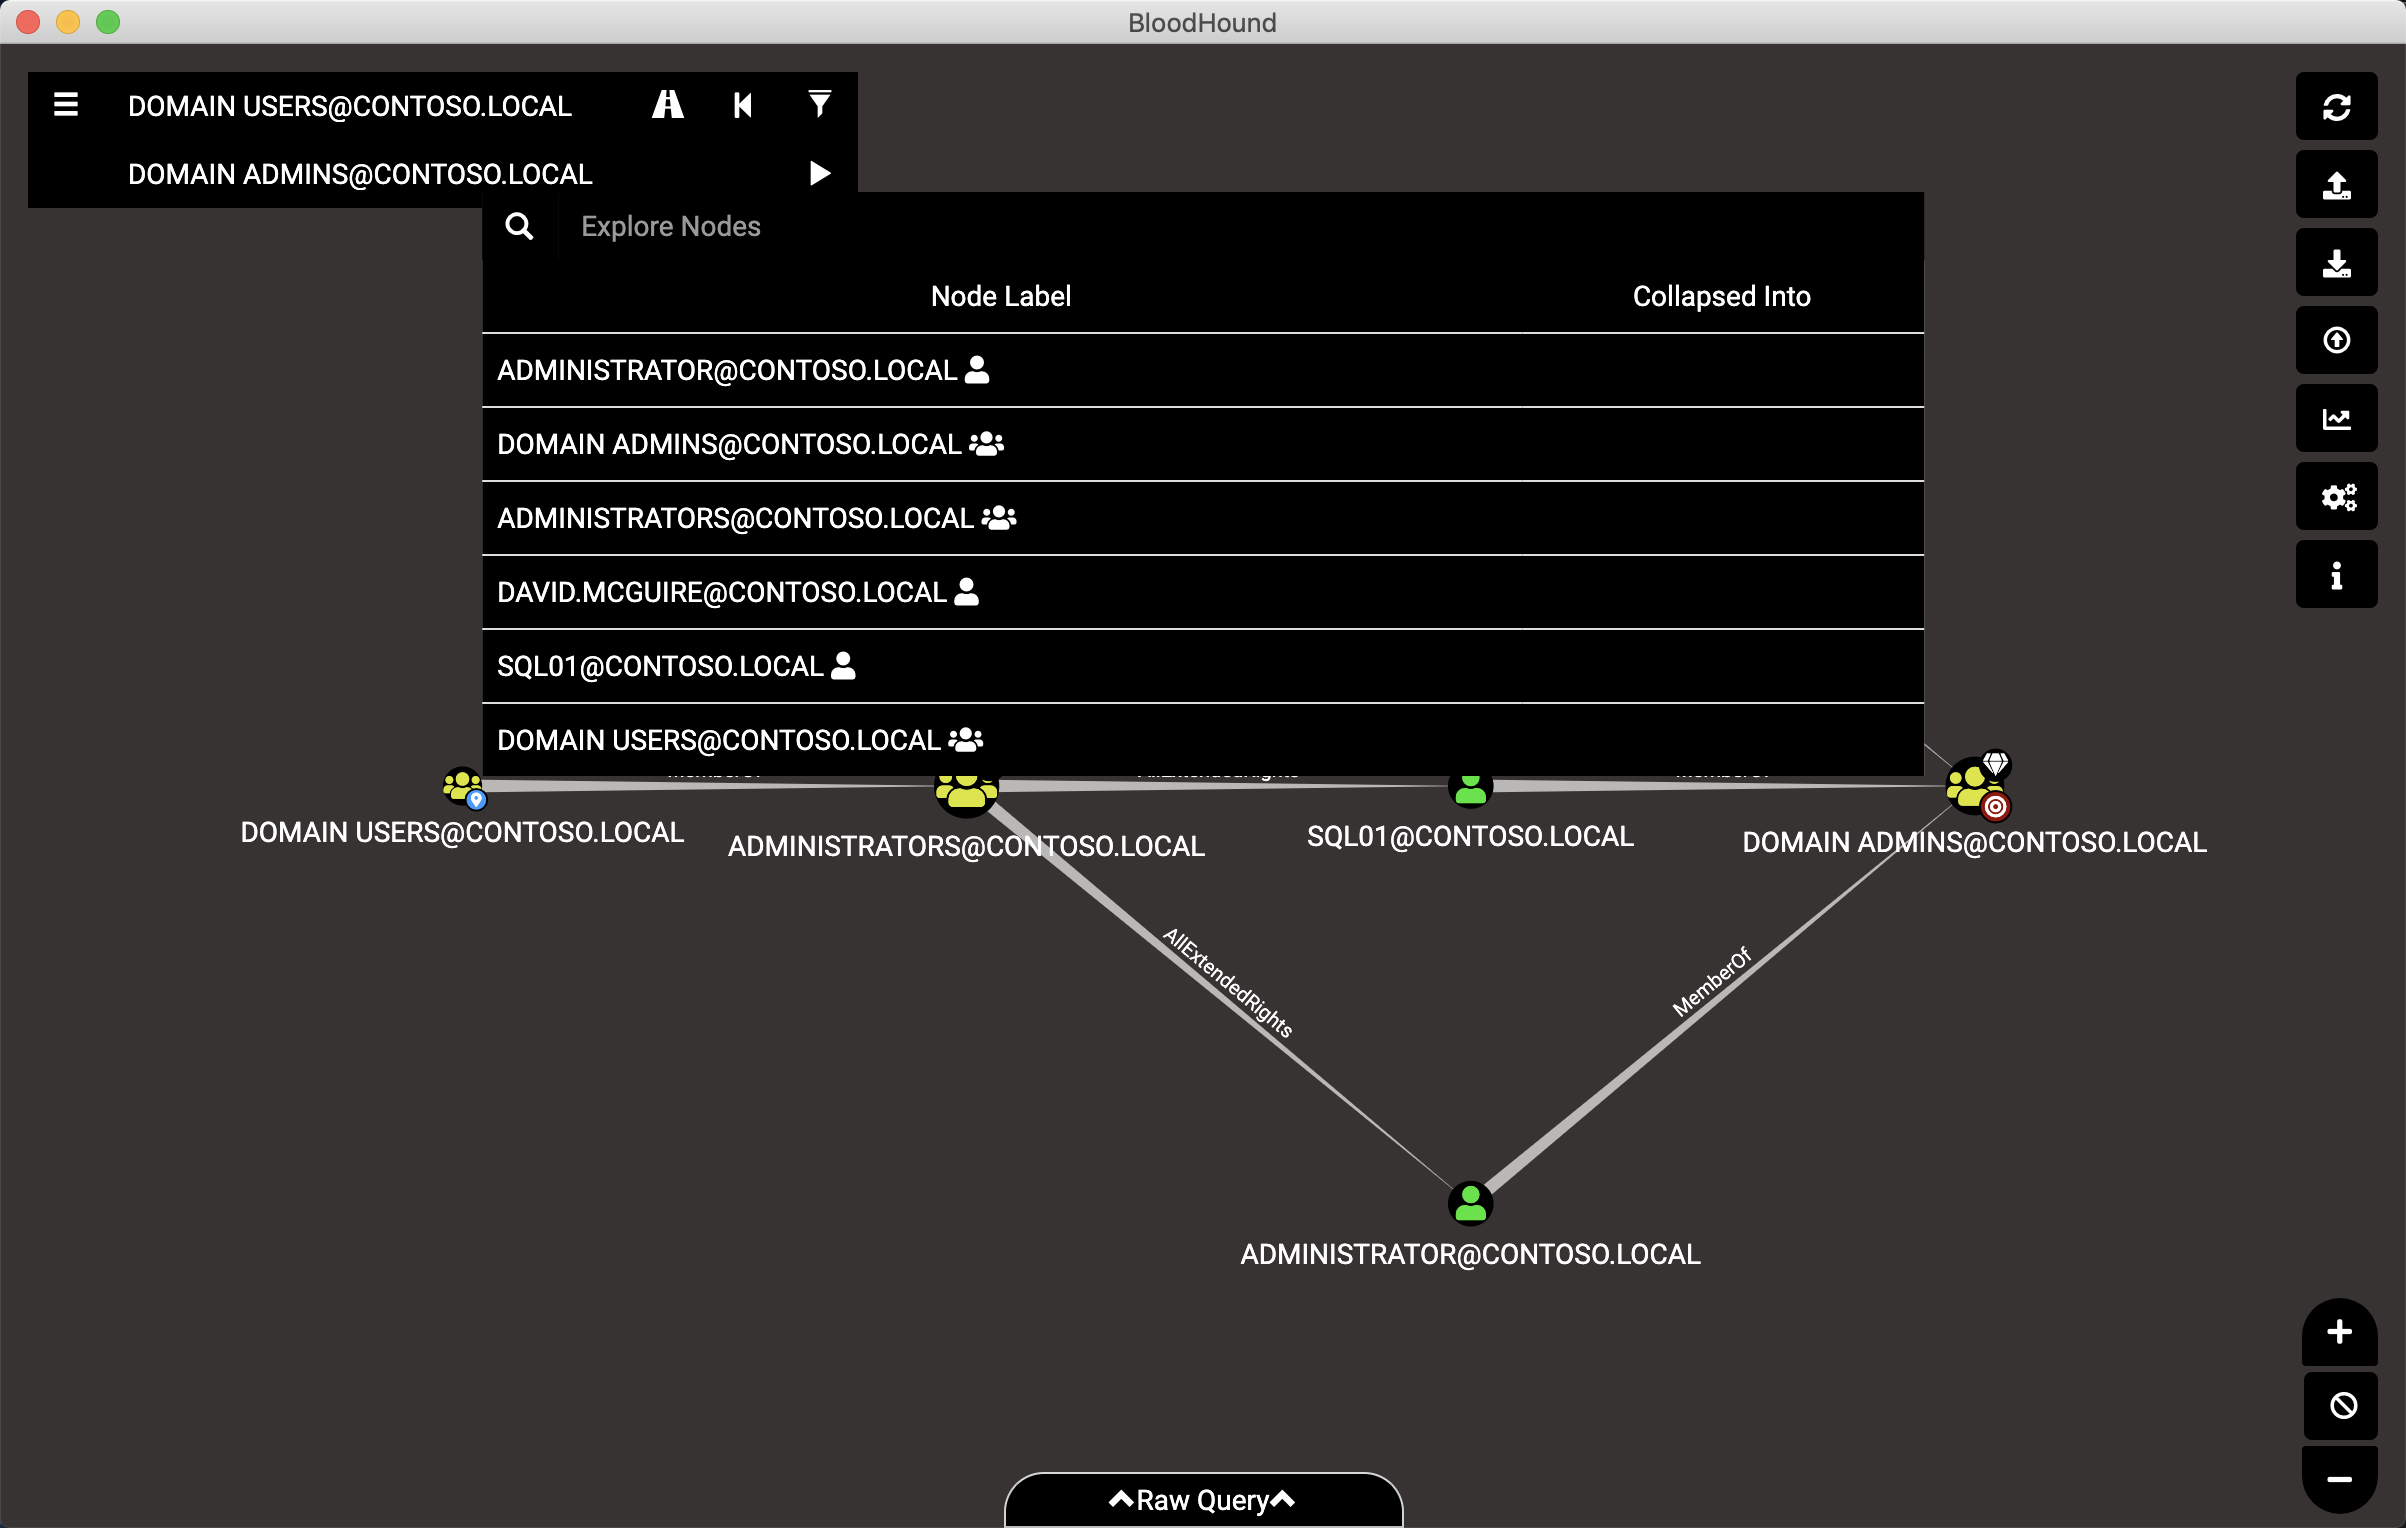 BloodHound
DOMAIN USERS@CONTOSO.LOCAL
DOMAIN ADMINS@CONTOSO.LOCAL
Explore Nodes
Node Label Collapsed Into
ADMINISTRATOR@CONTOSO.LOCAL
DOMAIN ADMINS@CONTOSO.LOCAL
ADMINISTRATORS@CONTOSO.LOCAL
DAVID.MCGUIRE@CONTOSO.LOCAL
SQL01@CONTOSO.LOCAL
DOMAIN USERS@CONTOSO.LOCAL
MemberOf AllExtendedRights MemberOf
DOMAIN USERS@CONTOSO.LOCAL
ADMINISTRATORS@CONTOSO.LOCAL
SQL01@CONTOSO.LOCAL
DOMAIN ADMINS@CONTOSO.LOCAL
AllExtendedRights
MemberOf
ADMINISTRATOR@CONTOSO.LOCAL
Raw Query